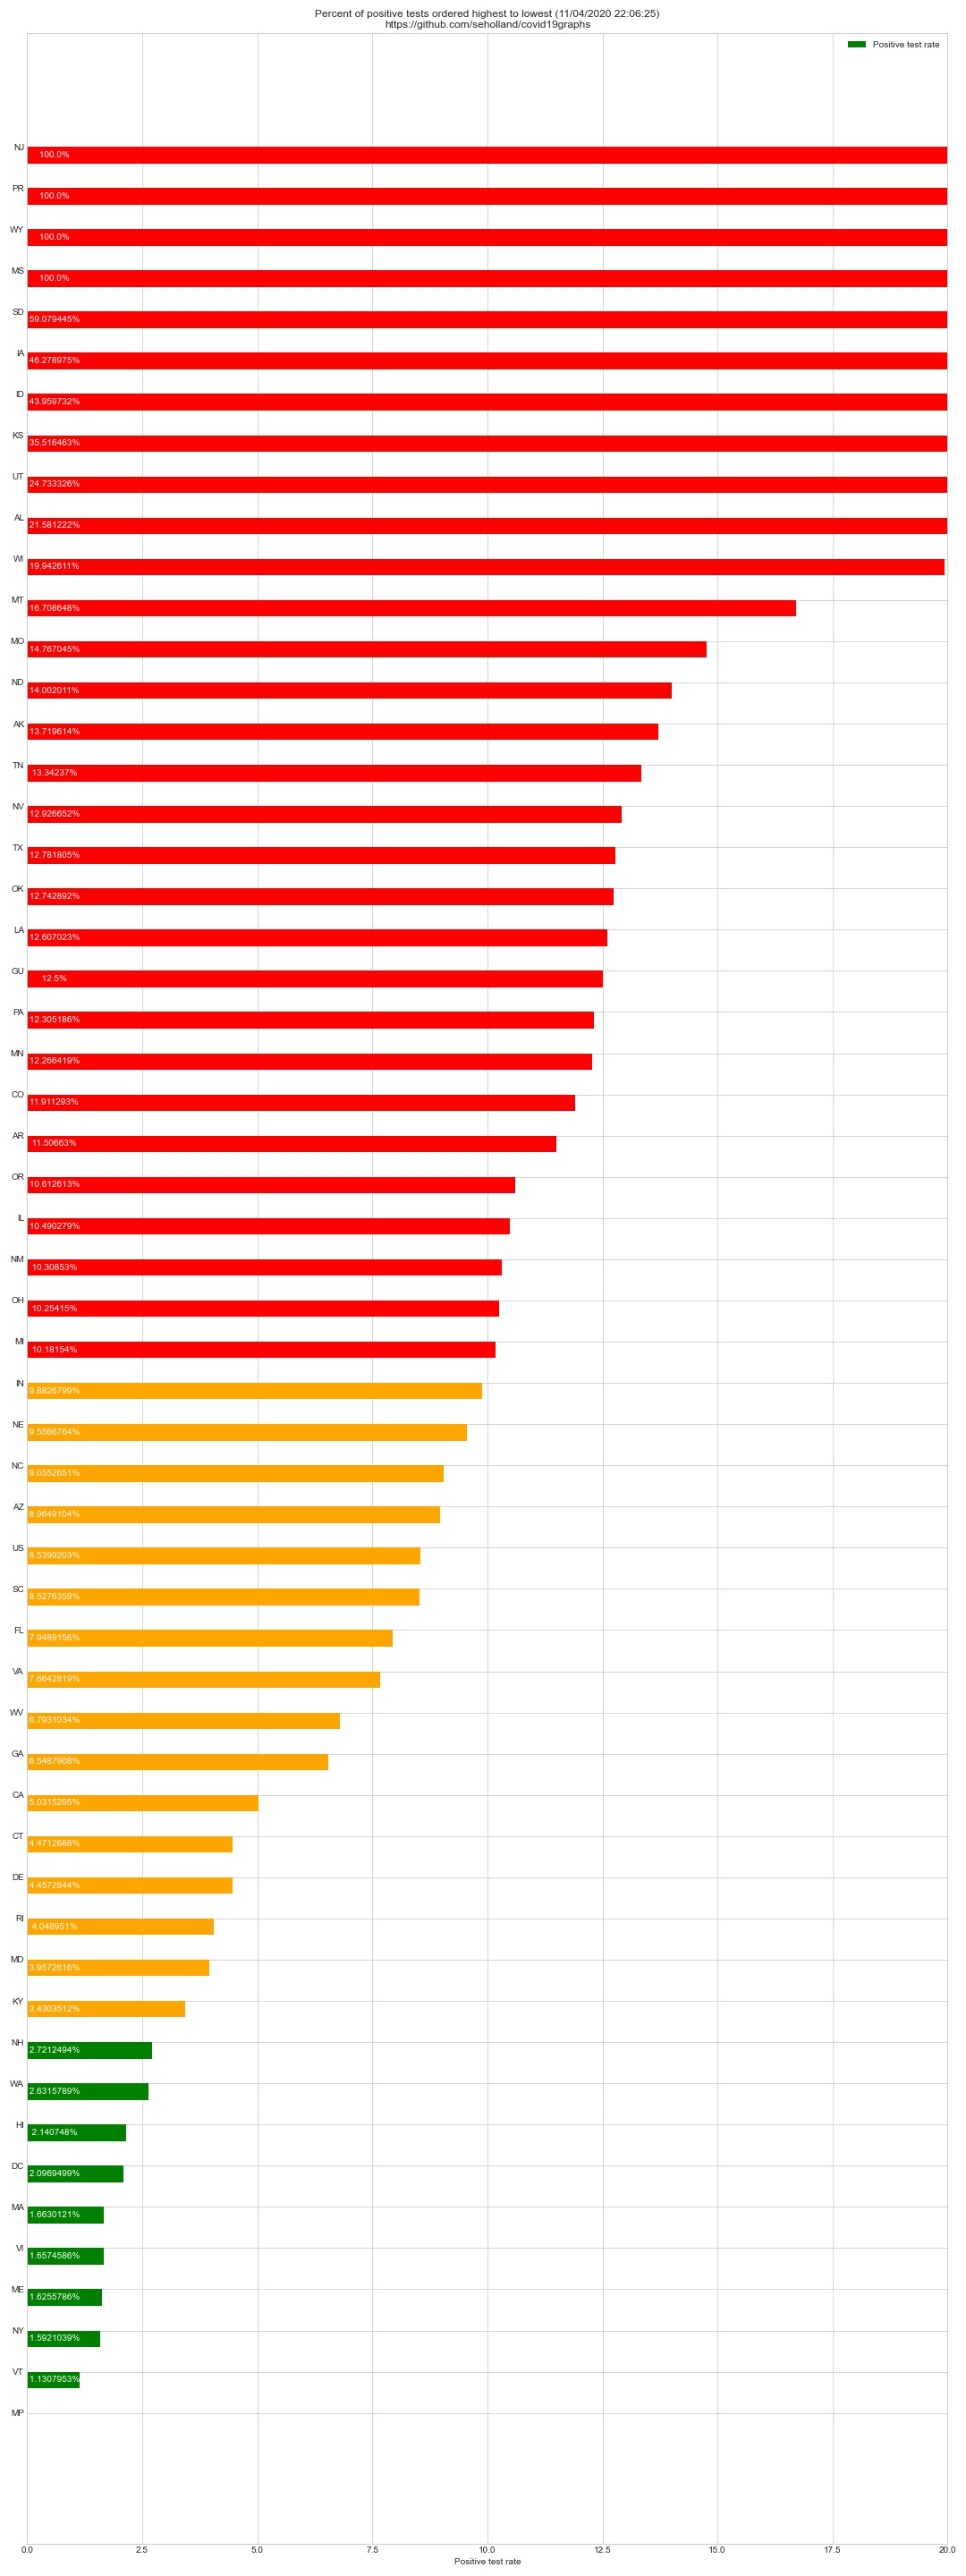 Percent of positive tests ordered highest to lowest (11/04/2020 22:06:25)
https://github.com/seholland/covid19graphs
Positive test rate
NJ 100.0%
PR 100.0%
WY 100.0%
MS 100.0%
SD 59.079445%
IA 46.278975%
ID 43.959732%
KS 35.516463%
UT 24.733326%
AL 21.581222%
WI 19.942611%
MT 16.708648%
MO 14.767045%
ND 14.002011%
AK 13.719614%
TN 13.34237%
NV 12.926652%
TX 12.781805%
OK 12.742892%
LA 12.607023%
GU 12.5%
PA 12.305186%
MN 12.266419%
CO 11.911293%
AR 11.50663%
OR 10.612613%
IL 10.490279%
NM 10.30853%
OH 10.25415%
MI 10.18154%
IN 9.8826799%
NE 9.5566764%
NC 9.0552651%
AZ 8.9649104%
US 8.5399203%
SC 8.5276359%
FL 7.9489156%
VA 7.6642819%
WV 6.7931034%
GA 6.5487908%
CA 5.0315295%
CT 4.4712688%
DE 4.4572844%
RI 4.048951%
MD 3.9572616%
KY 3.4303512%
NH 2.7212494%
WA 2.6315789%
HI 2.140748%
DC 2.0969499%
MA 1.6630121%
VI 1.6574586%
ME 1.6255786%
NY 1.5921039%
VT 1.1307953%
MP
0.0 2.5 5.0 7.5 10.0 12.5 15.0 17.5 20.0
Positive test rate